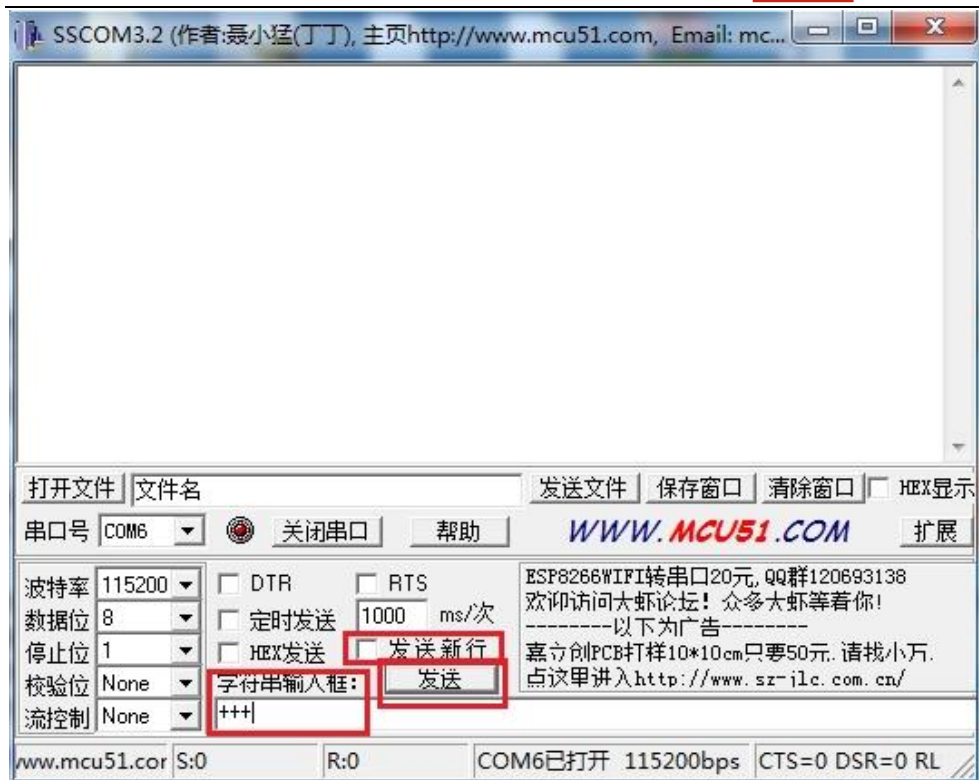 SSCOM3.2 (作者:聂小猛(丁丁), 主页http://www.mcu51.com, Email: mc...
打开文件 文件名 发送文件 保存窗口 清除窗口 HEX显示
串口号 COM6 关闭串口 帮助 WWW.MCU51.COM 扩展
波特率 115200 DTR RTS
数据位 8 定时发送 1000 ms/次
停止位 1 HEX发送 发送新行
校验位 None 字符串输入框: 发送
流控制 None +++
ESP8266WIFI转串口20元,QQ群120693138
欢迎访问大虾论坛! 众多大虾等着你!
--------以下为广告--------
嘉立创PCB打样10*10cm只要50元.请找小万.
点这里进入http://www.sz-jlc.com.cn/
www.mcu51.cor S:0 R:0 COM6已打开 115200bps CTS=0 DSR=0 RL